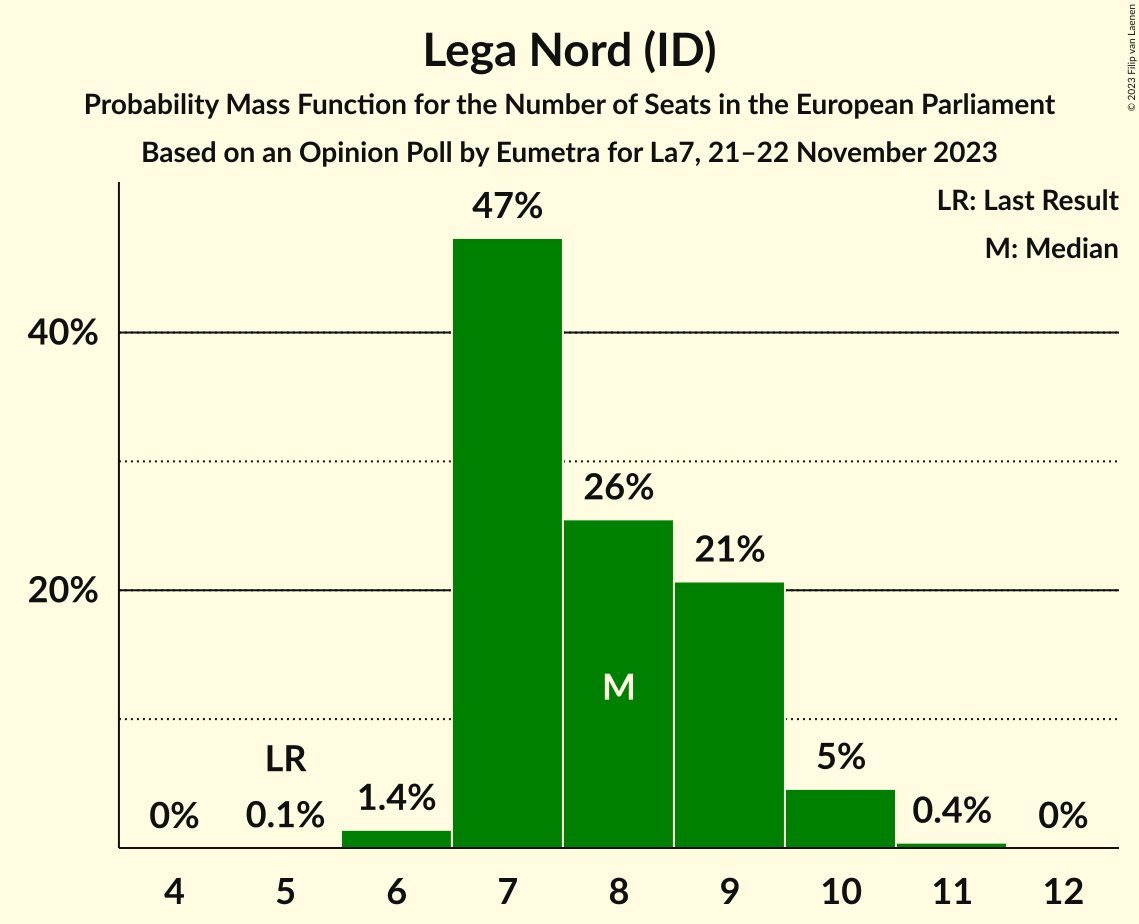 Lega Nord (ID)
Probability Mass Function for the Number of Seats in the European Parliament
Based on an Opinion Poll by Eumetra for La7, 21–22 November 2023
© 2023 Filip van Laenen
LR: Last Result
M: Median
47%
40%
26%
21%
20%
M
LR
5%
0%
0.1%
1.4%
0.4%
0%
4 5 6 7 8 9 10 11 12